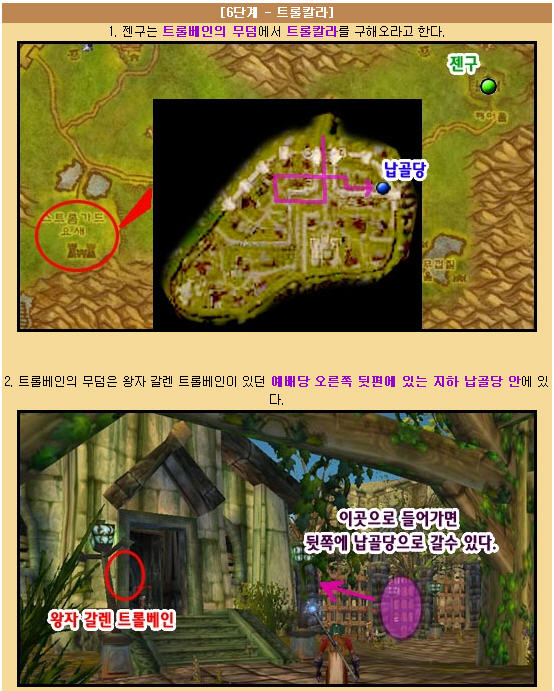 [6단계 - 트롤칼라]
1. 젠구는 트롤베인의 무덤에서 트롤칼라를 구해오라고 한다.
젠구
해머폴
납골당
스트롬가드
요새
2. 트롤베인의 무덤은 왕자 갈렌 트롤베인이 있던 예배당 오른쪽 뒷편에 있는 지하 납골당 안에 있
다.
이곳으로 들어가면
뒷쪽에 납골당으로 갈수 있다.
왕자 갈렌 트롤베인